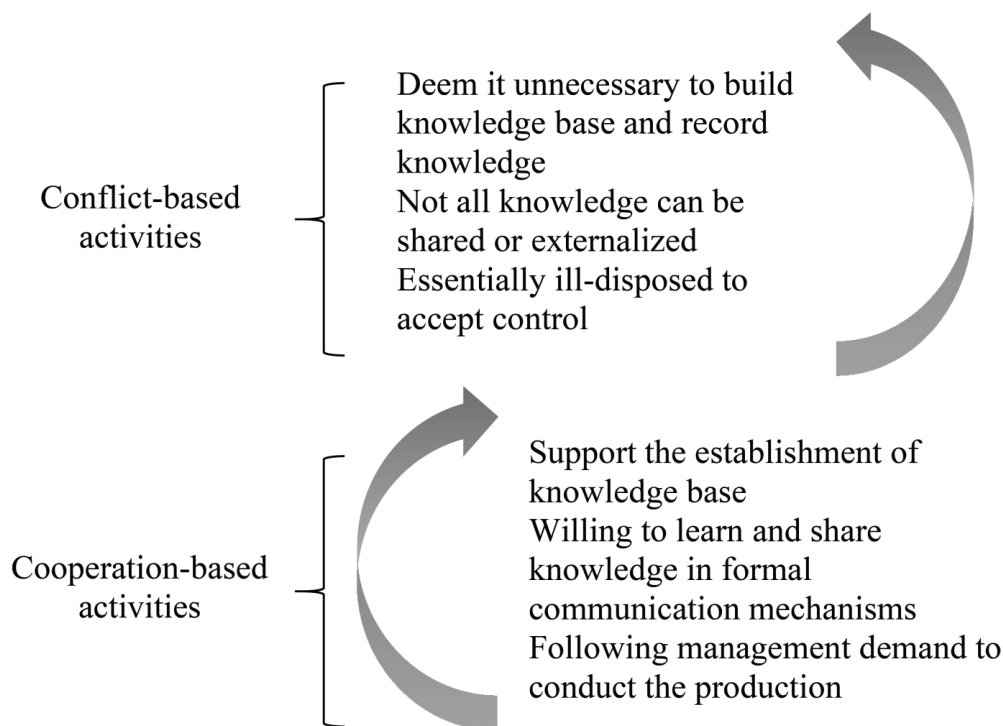 Conflict-based
activities
Deem it unnecessary to build
knowledge base and record
knowledge
Not all knowledge can be
shared or externalized
Essentially ill-disposed to
accept control
Cooperation-based
activities
Support the establishment of
knowledge base
Willing to learn and share
knowledge in formal
communication mechanisms
Following management demand to
conduct the production